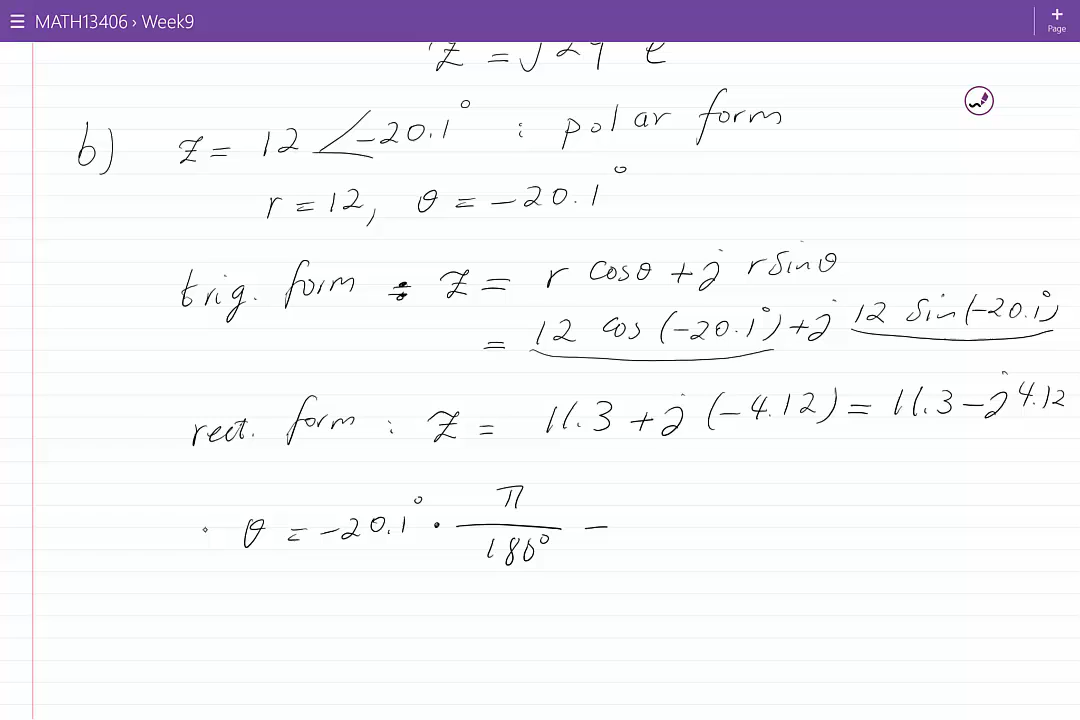 MATH13406 › Week9
Page
b) z = 12 ∠-20.1° : polar form
r = 12, θ = -20.1°
trig. form : z = r cosθ + j r sinθ
= 12 cos (-20.1°) + j 12 sin (-20.1°)
rect. form : z = 11.3 + j (-4.12) = 11.3 - j 4.12
· θ = -20.1° · π / 180° =